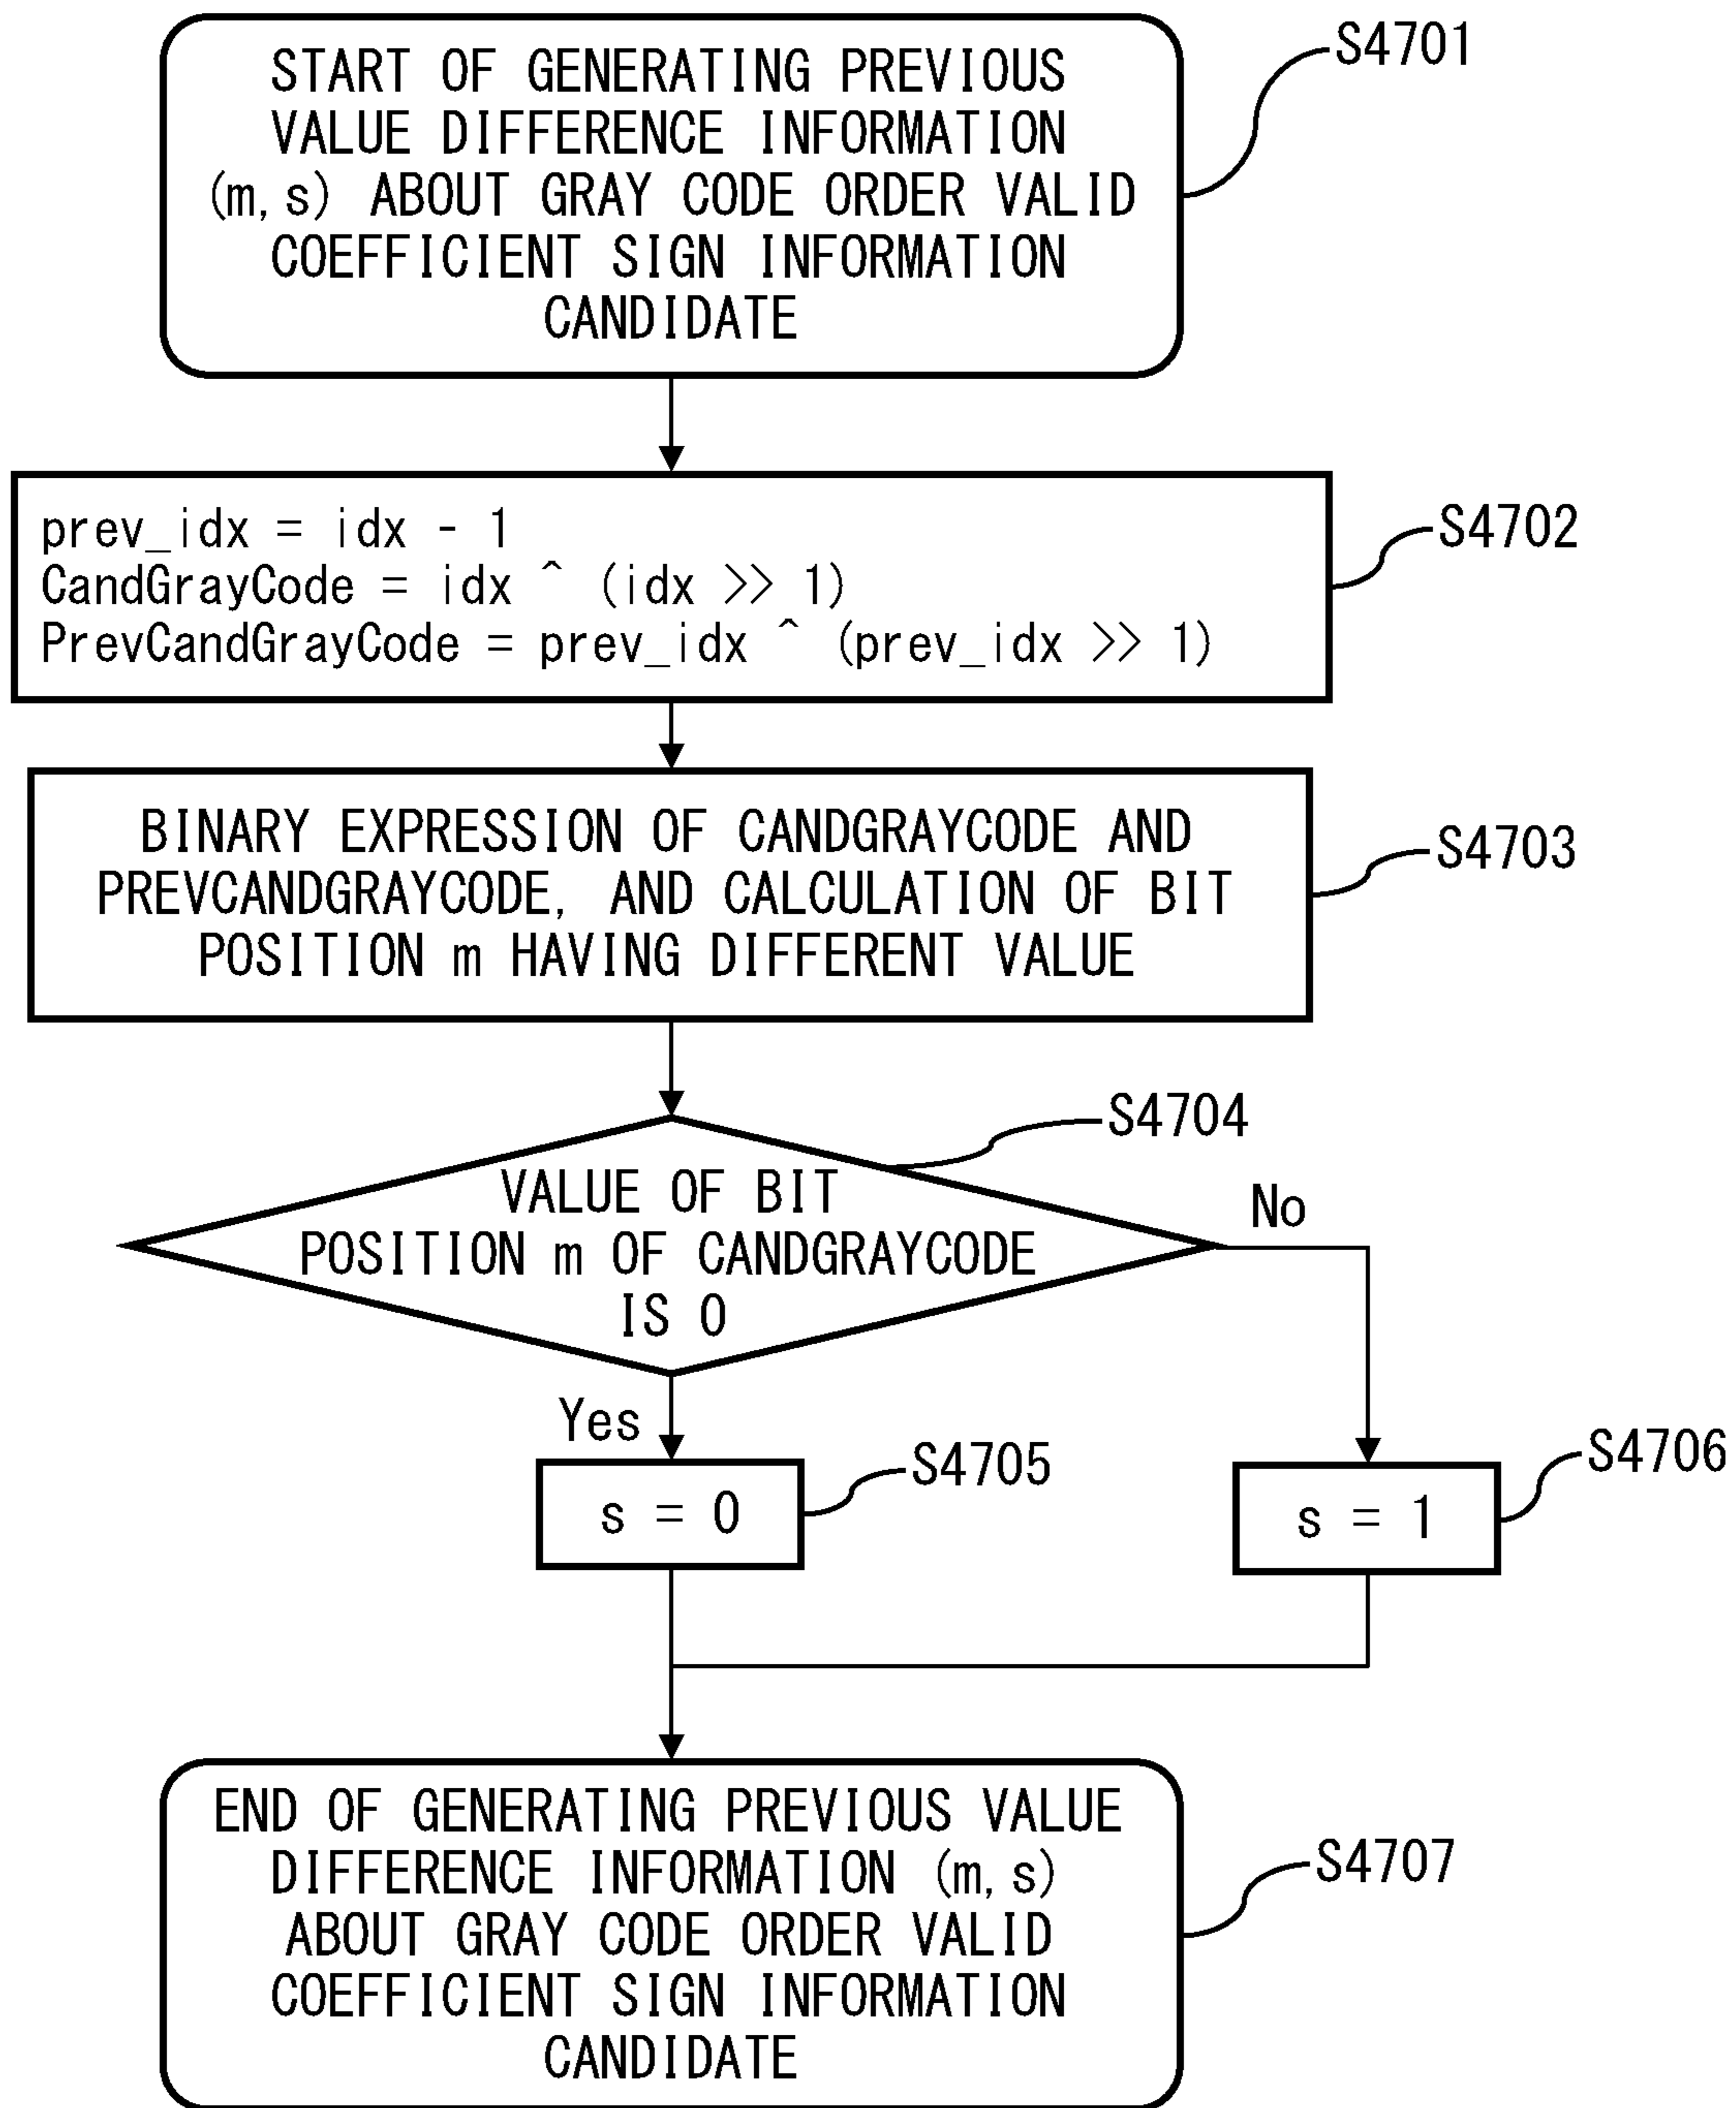 START OF GENERATING PREVIOUS
VALUE DIFFERENCE INFORMATION
(m,s) ABOUT GRAY CODE ORDER VALID
COEFFICIENT SIGN INFORMATION
CANDIDATE
S4701
prev_idx = idx - 1
CandGrayCode = idx ^ (idx >> 1)
PrevCandGrayCode = prev_idx ^ (prev_idx >> 1)
S4702
BINARY EXPRESSION OF CANDGRAYCODE AND
PREVCANDGRAYCODE, AND CALCULATION OF BIT
POSITION m HAVING DIFFERENT VALUE
S4703
S4704
VALUE OF BIT
POSITION m OF CANDGRAYCODE
IS 0
No
Yes
s = 0
S4705
s = 1
S4706
END OF GENERATING PREVIOUS VALUE
DIFFERENCE INFORMATION (m,s)
ABOUT GRAY CODE ORDER VALID
COEFFICIENT SIGN INFORMATION
CANDIDATE
S4707